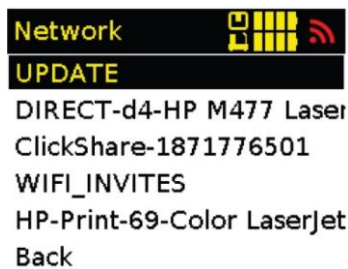 Network
UPDATE
DIRECT-d4-HP M477 Laser
ClickShare-1871776501
WIFI_INVITES
HP-Print-69-Color LaserJet
Back